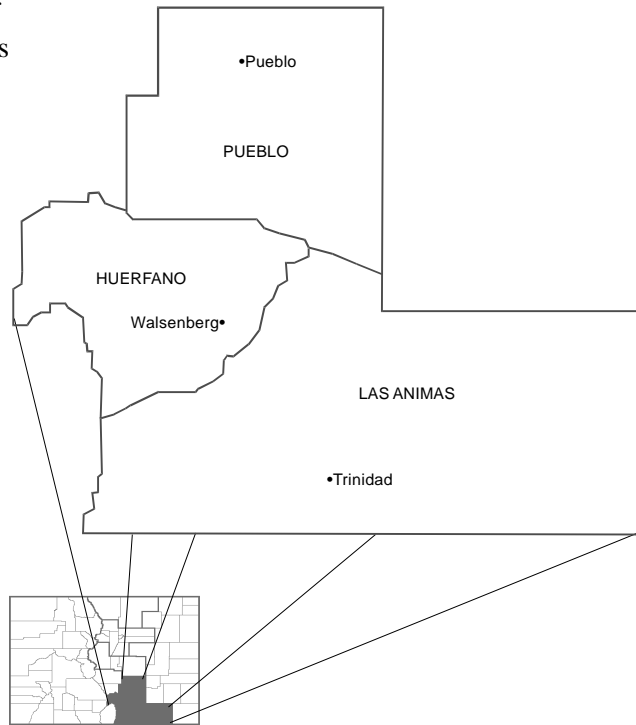 s
•Pueblo
PUEBLO
HUERFANO
Walsenberg•
LAS ANIMAS
•Trinidad